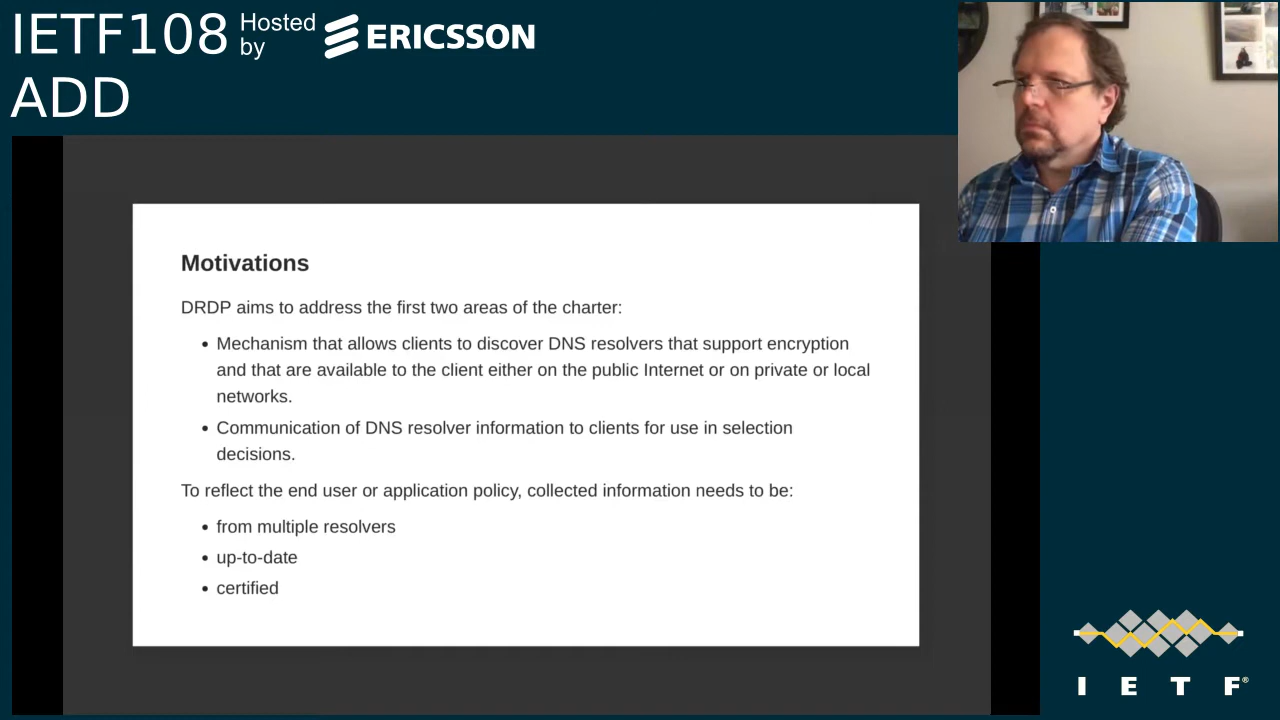 IETF108 Hosted by ERICSSON
ADD
Motivations
DRDP aims to address the first two areas of the charter:
• Mechanism that allows clients to discover DNS resolvers that support encryption
and that are available to the client either on the public Internet or on private or local
networks.
• Communication of DNS resolver information to clients for use in selection
decisions.
To reflect the end user or application policy, collected information needs to be:
• from multiple resolvers
• up-to-date
• certified
I E T F®